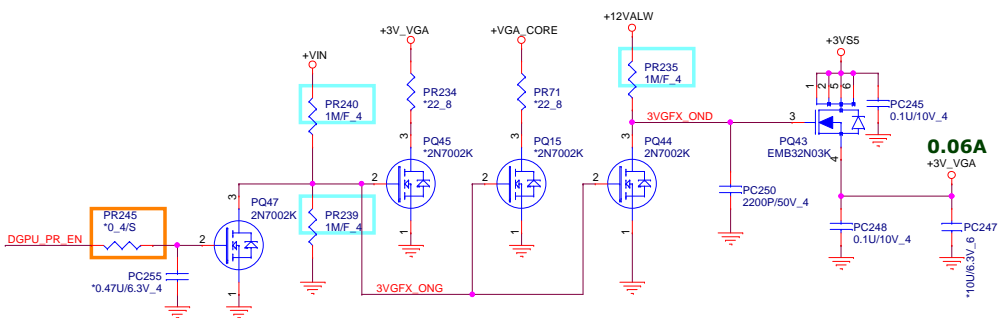 +12VALW
+3V_VGA
+VGA_CORE
+3VS5
+VIN
PR235
1M/F_4
PR240
1M/F_4
PR234
*22_8
PR71
*22_8
1
2
5
6
PC245
0.1U/10V_4
3VGFX_OND
3
PQ43
EMB32N03K
4
0.06A
+3V_VGA
3
PQ45
*2N7002K
2
1
3
PQ15
*2N7002K
2
1
3
PQ44
2N7002K
2
1
PC250
2200P/50V_4
PR245
*0_4/S
DGPU_PR_EN
3
PQ47
2N7002K
2
1
PR239
1M/F_4
PC248
0.1U/10V_4
PC247
*10U/6.3V_6
PC255
*0.47U/6.3V_4
3VGFX_ONG